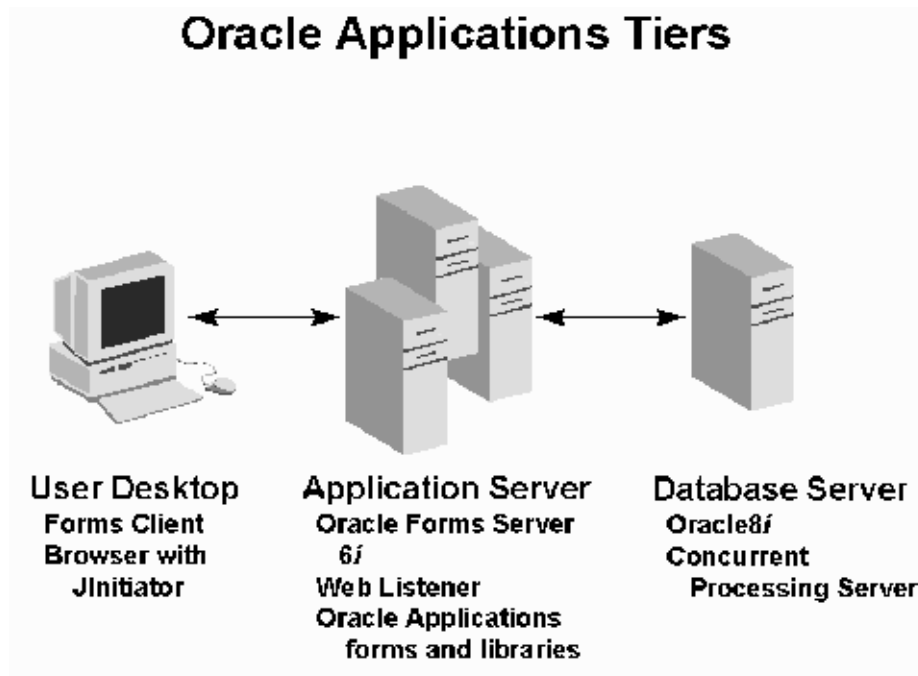 Oracle Applications Tiers
User Desktop
Forms Client
Browser with
JInitiator
Application Server
Oracle Forms Server
6i
Web Listener
Oracle Applications
forms and libraries
Database Server
Oracle8i
Concurrent
Processing Server